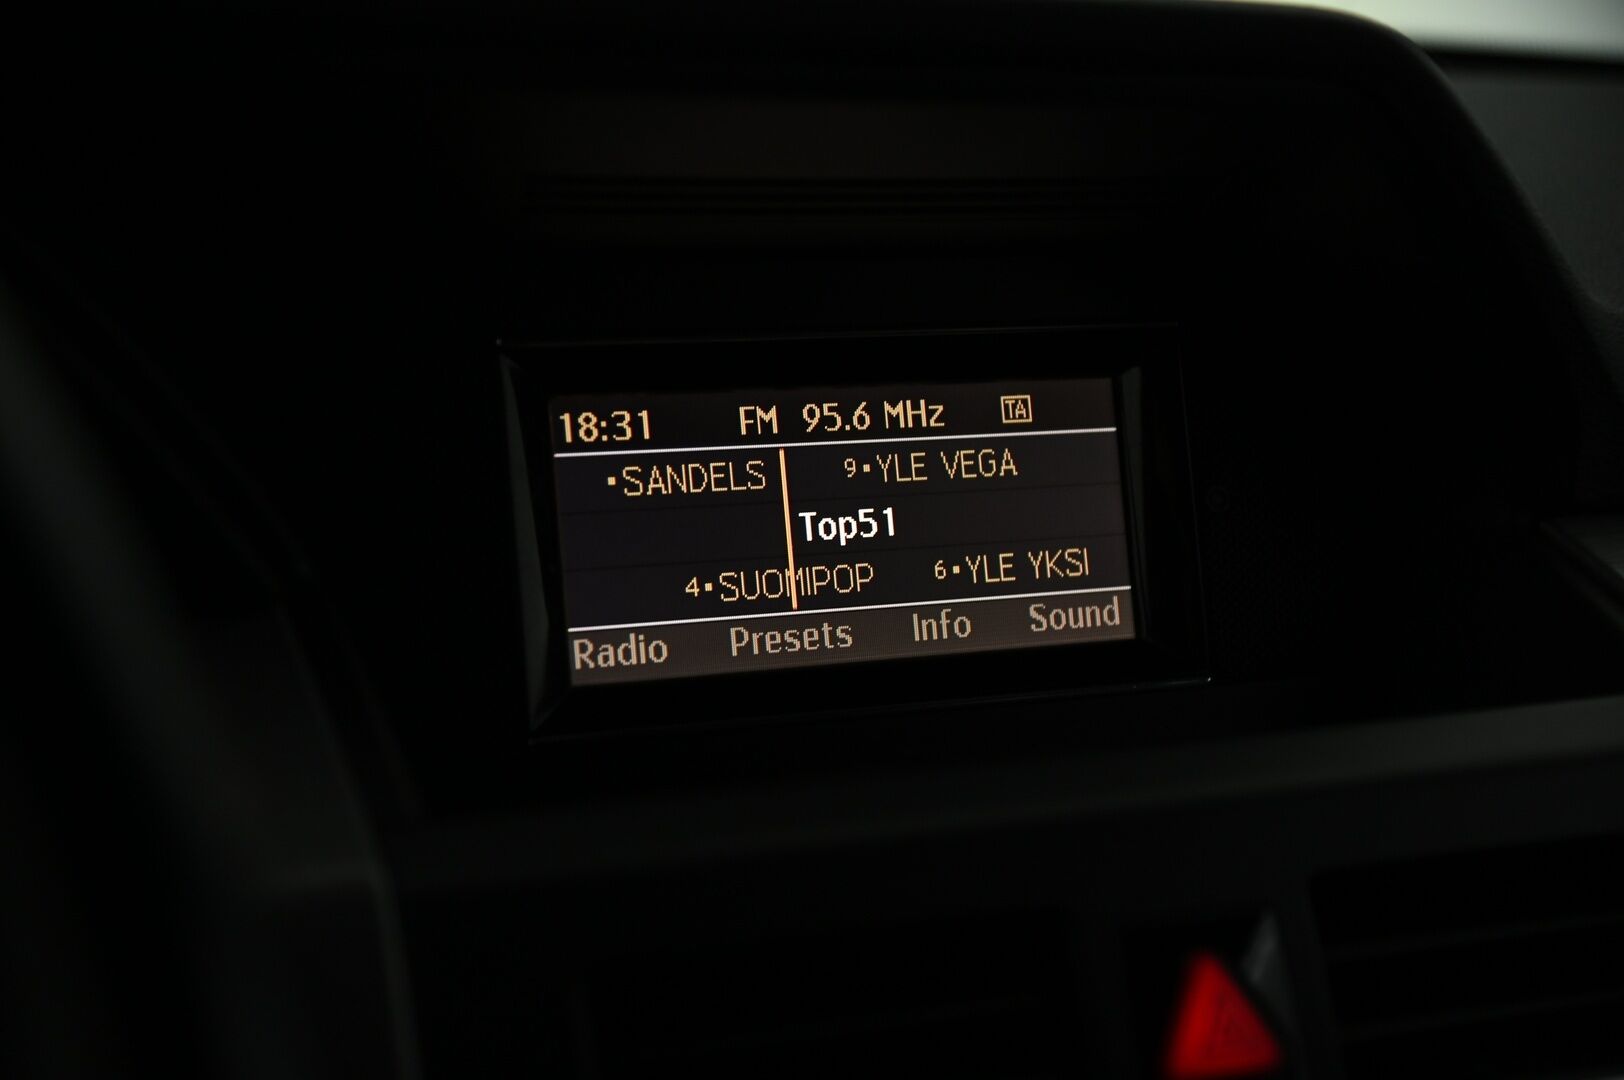 18:31 FM 95.6 MHz TA
▪SANDELS 9▪YLE VEGA
Top51
4▪SUOMIPOP 6▪YLE YKSI
Radio Presets Info Sound